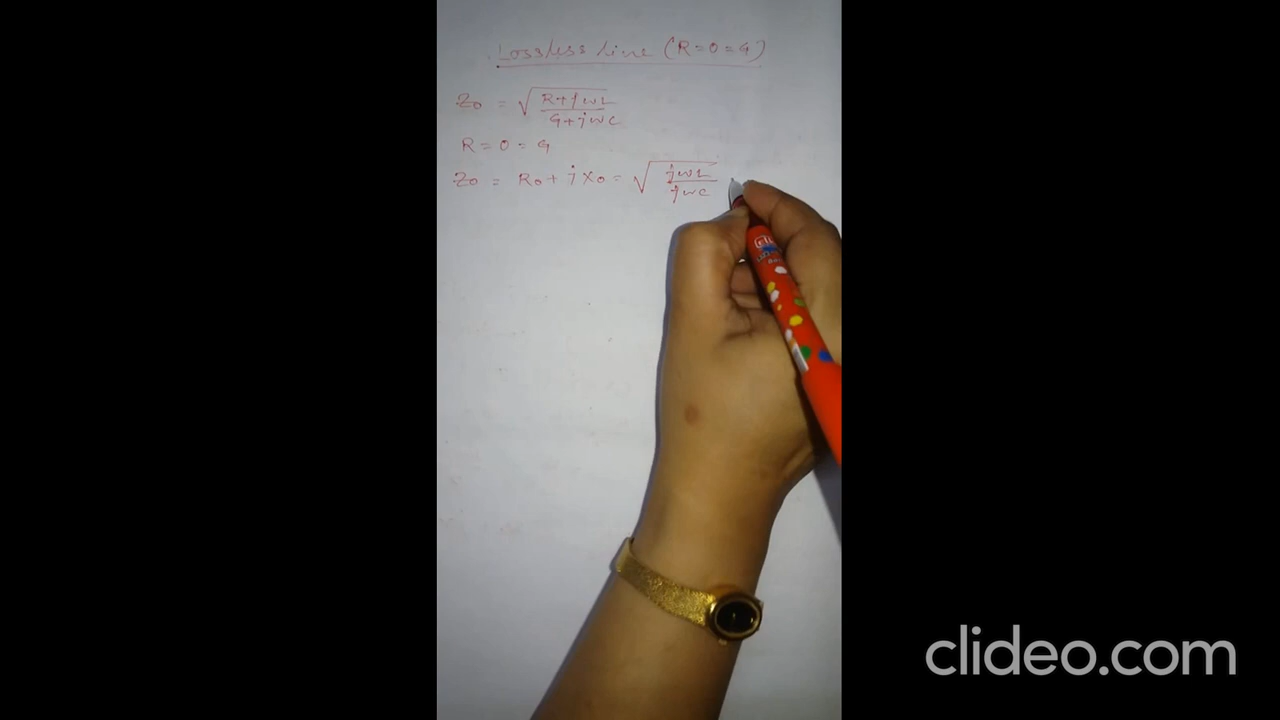 Lossless line (R=0=G)
Z₀ = √(R+jωL / G+jωC)
R=0=G
Z₀ = R₀+jX₀ = √(jωL / jωC)
clideo.com